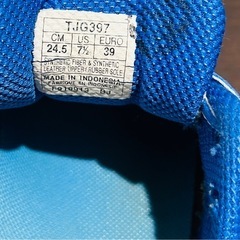 TJG397
CM US EURO
24.5 7½ 39
SYNTHETIC FIBER & SYNTHETIC
LEATHER UPPER / RUBBER SOLE
MADE IN INDONESIA